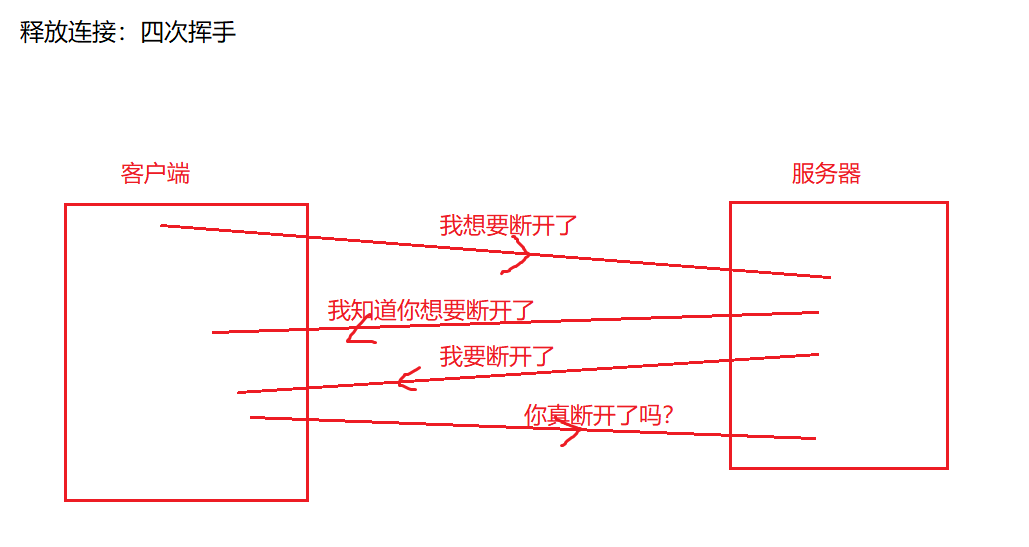 释放连接：四次挥手
客户端
服务器
我想要断开了
我知道你想要断开了
我要断开了
你真断开了吗？